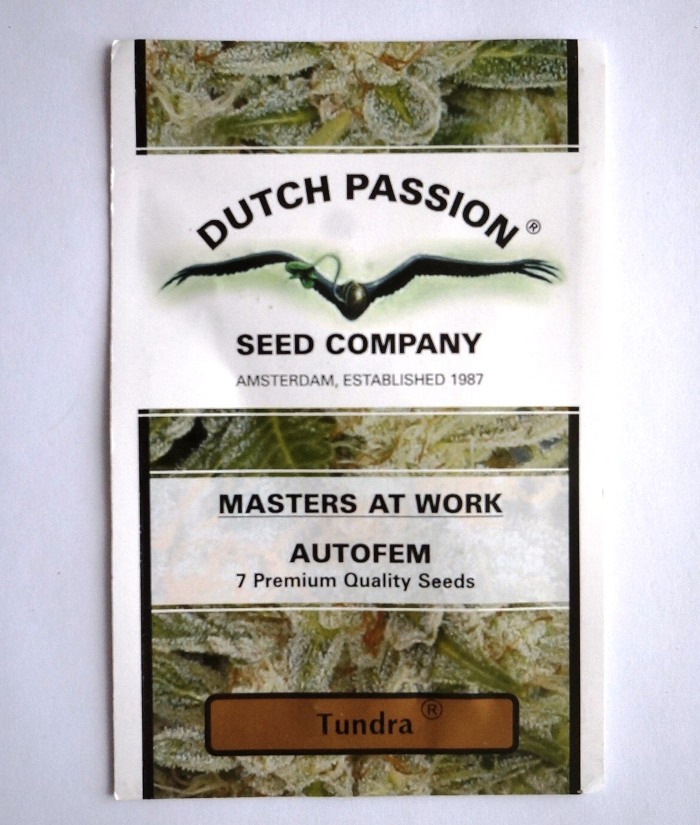 DUTCH PASSION®
SEED COMPANY
AMSTERDAM, ESTABLISHED 1987
MASTERS AT WORK
AUTOFEM
7 Premium Quality Seeds
Tundra®